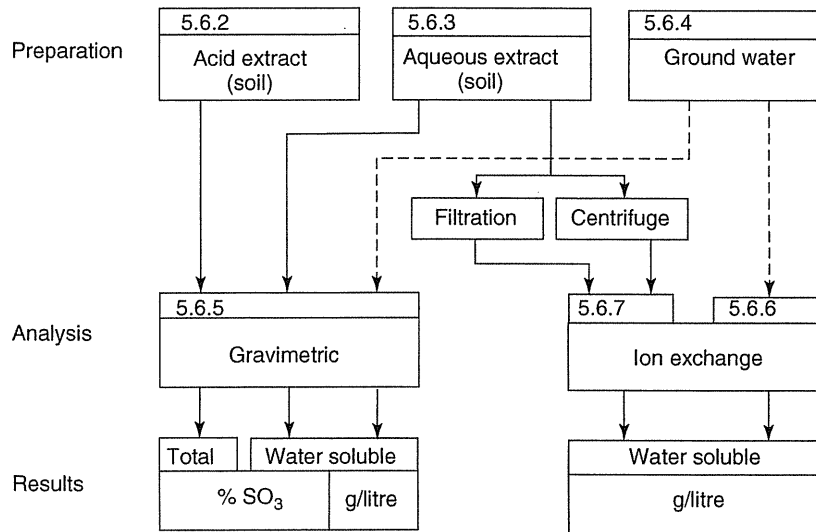 5.6.2
5.6.3
5.6.4
Preparation
Acid extract
(soil)
Aqueous extract
(soil)
Ground water
Filtration
Centrifuge
5.6.5
5.6.7
5.6.6
Analysis
Gravimetric
Ion exchange
Total
Water soluble
Water soluble
Results
% SO₃
g/litre
g/litre